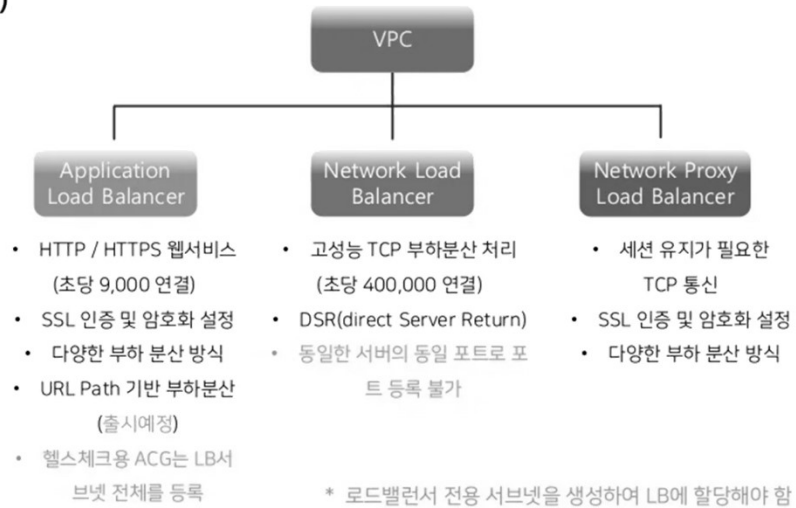 )
VPC
Application
Load Balancer
• HTTP / HTTPS 웹서비스
(초당 9,000 연결)
• SSL 인증 및 암호화 설정
• 다양한 부하 분산 방식
• URL Path 기반 부하분산
(출시예정)
• 헬스체크용 ACG는 LB서
브넷 전체를 등록
Network Load
Balancer
• 고성능 TCP 부하분산 처리
(초당 400,000 연결)
• DSR(direct Server Return)
• 동일한 서버의 동일 포트로 포
트 등록 불가
Network Proxy
Load Balancer
• 세션 유지가 필요한
TCP 통신
• SSL 인증 및 암호화 설정
• 다양한 부하 분산 방식
* 로드밸런서 전용 서브넷을 생성하여 LB에 할당해야 함